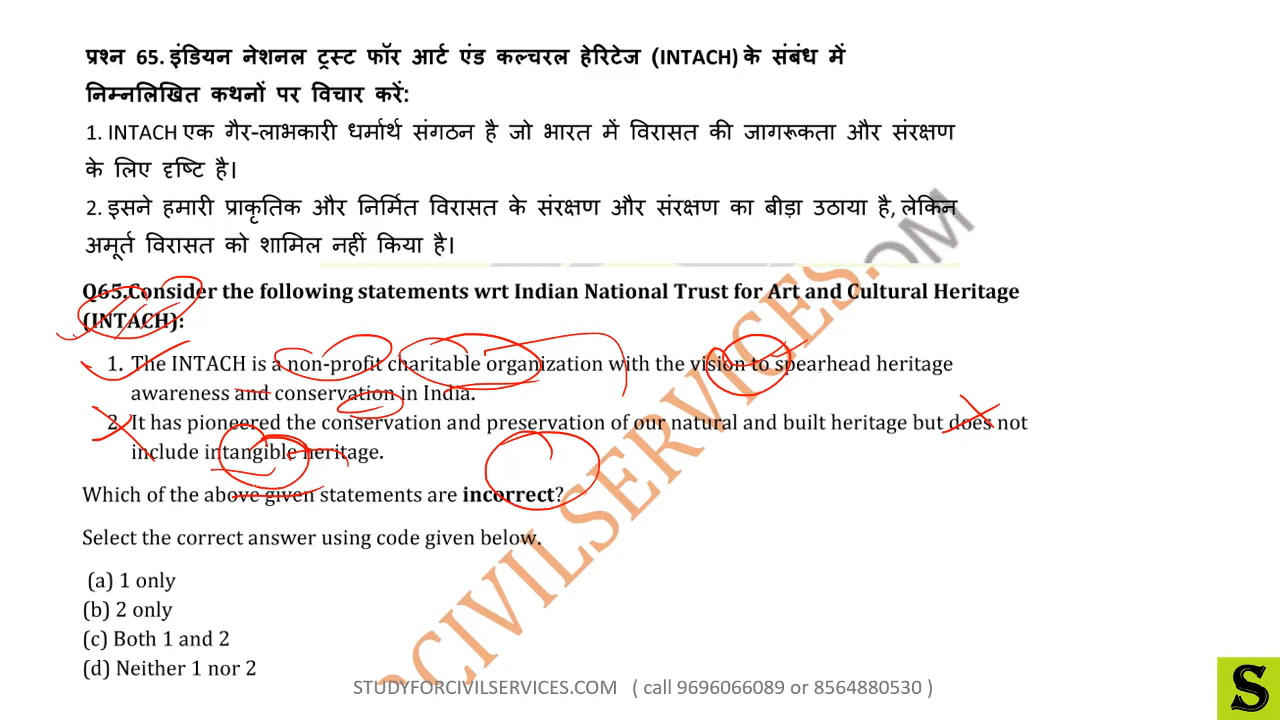 प्रश्न 65. इंडियन नेशनल ट्रस्ट फॉर आर्ट एंड कल्चरल हेरिटेज (INTACH) के संबंध में
निम्नलिखित कथनों पर विचार करें:
1. INTACH एक गैर-लाभकारी धर्मार्थ संगठन है जो भारत में विरासत की जागरूकता और संरक्षण
के लिए दृष्टि है।
2. इसने हमारी प्राकृतिक और निर्मित विरासत के संरक्षण और संरक्षण का बीड़ा उठाया है, लेकिन
अमूर्त विरासत को शामिल नहीं किया है।
Q65.Consider the following statements wrt Indian National Trust for Art and Cultural Heritage
(INTACH):
1. The INTACH is a non-profit charitable organization with the vision to spearhead heritage
awareness and conservation in India.
2. It has pioneered the conservation and preservation of our natural and built heritage but does not
include intangible heritage.
Which of the above given statements are incorrect?
Select the correct answer using code given below.
(a) 1 only
(b) 2 only
(c) Both 1 and 2
(d) Neither 1 nor 2
OCIVILSERVICES.COM
STUDYFORCIVILSERVICES.COM ( call 9696066089 or 8564880530 )
S